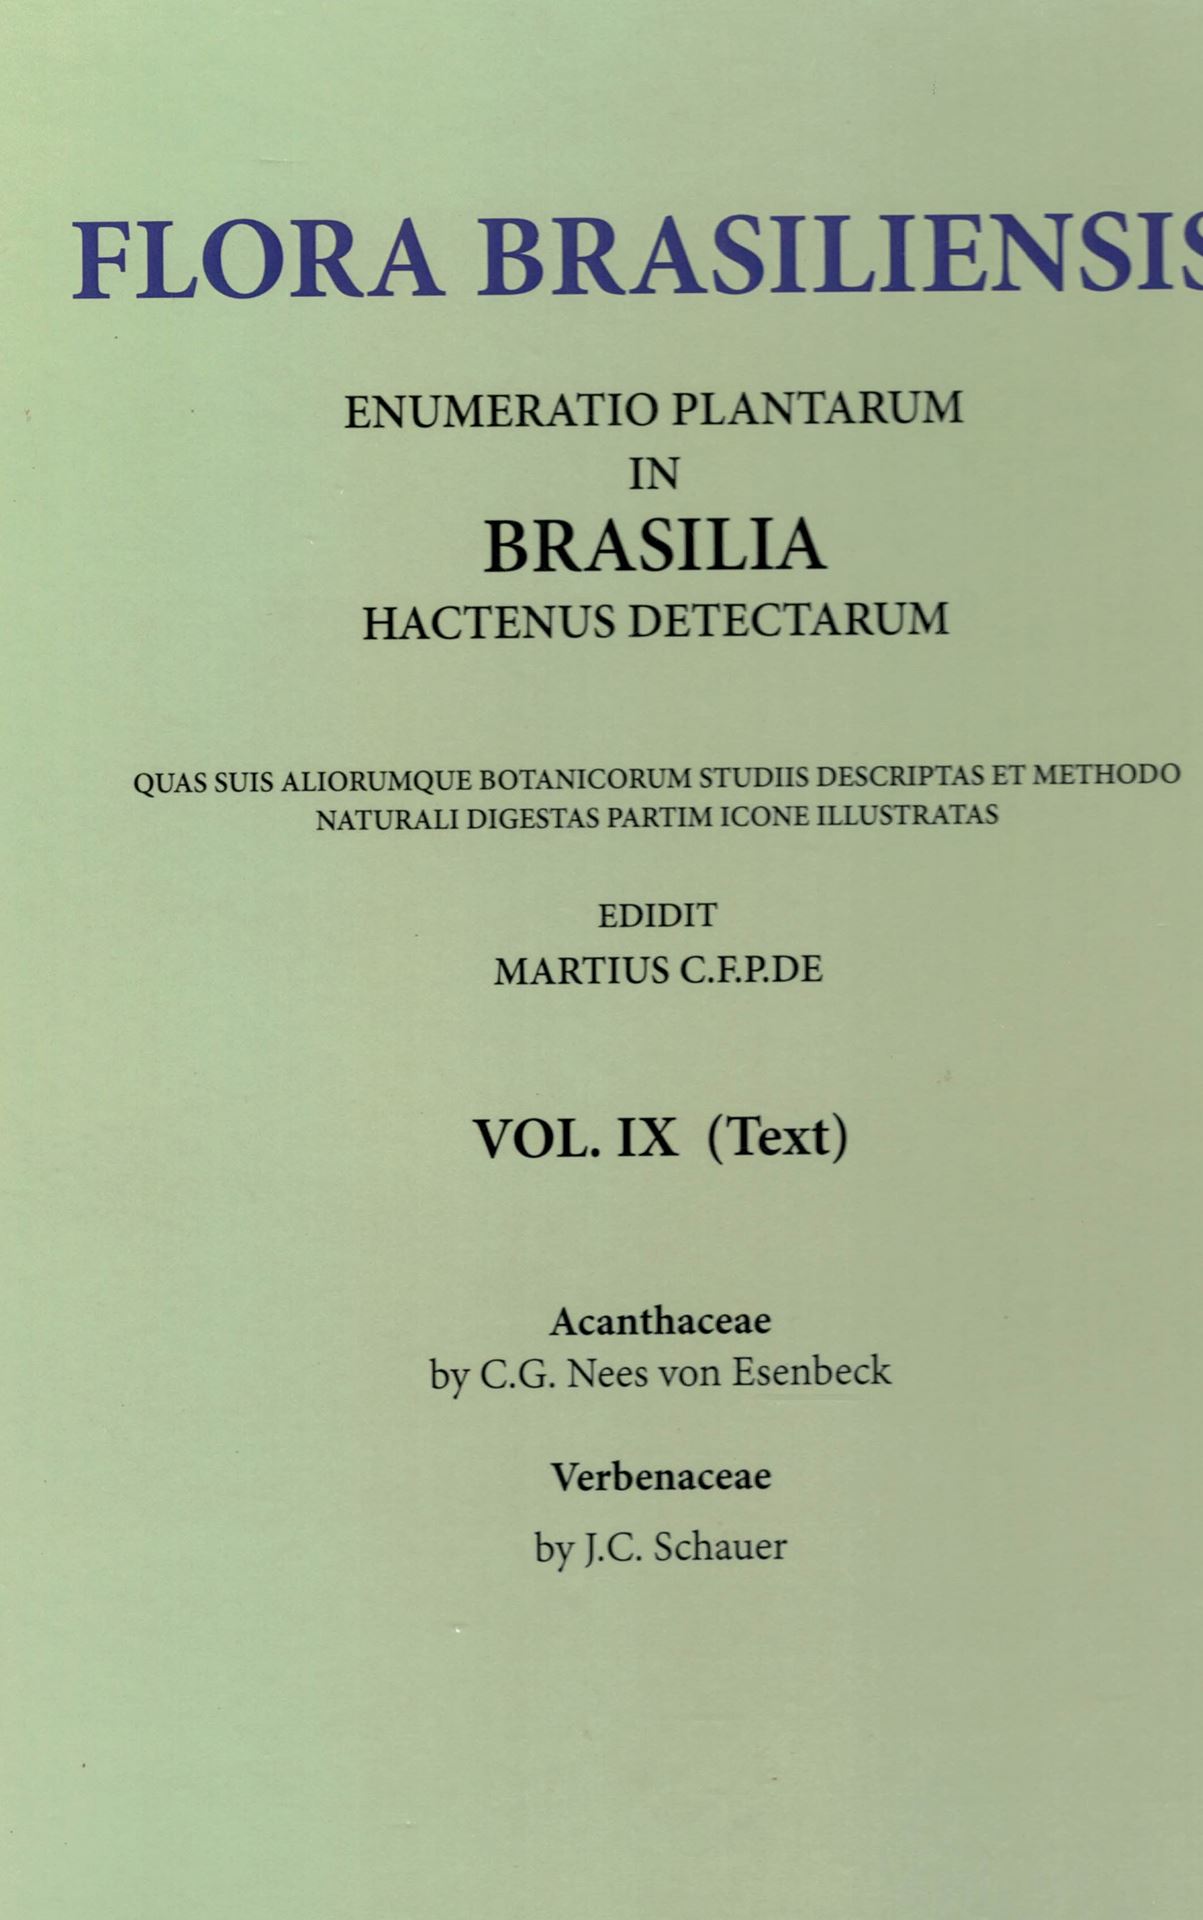 FLORA BRASILIENSIS
ENUMERATIO PLANTARUM
IN
BRASILIA
HACTENUS DETECTARUM
QUAS SUIS ALIORUMQUE BOTANICORUM STUDIIS DESCRIPTAS ET METHODO
NATURALI DIGESTAS PARTIM ICONE ILLUSTRATAS
EDIDIT
MARTIUS C.F.P.DE
VOL. IX (Text)
Acanthaceae
by C.G. Nees von Esenbeck
Verbenaceae
by J.C. Schauer